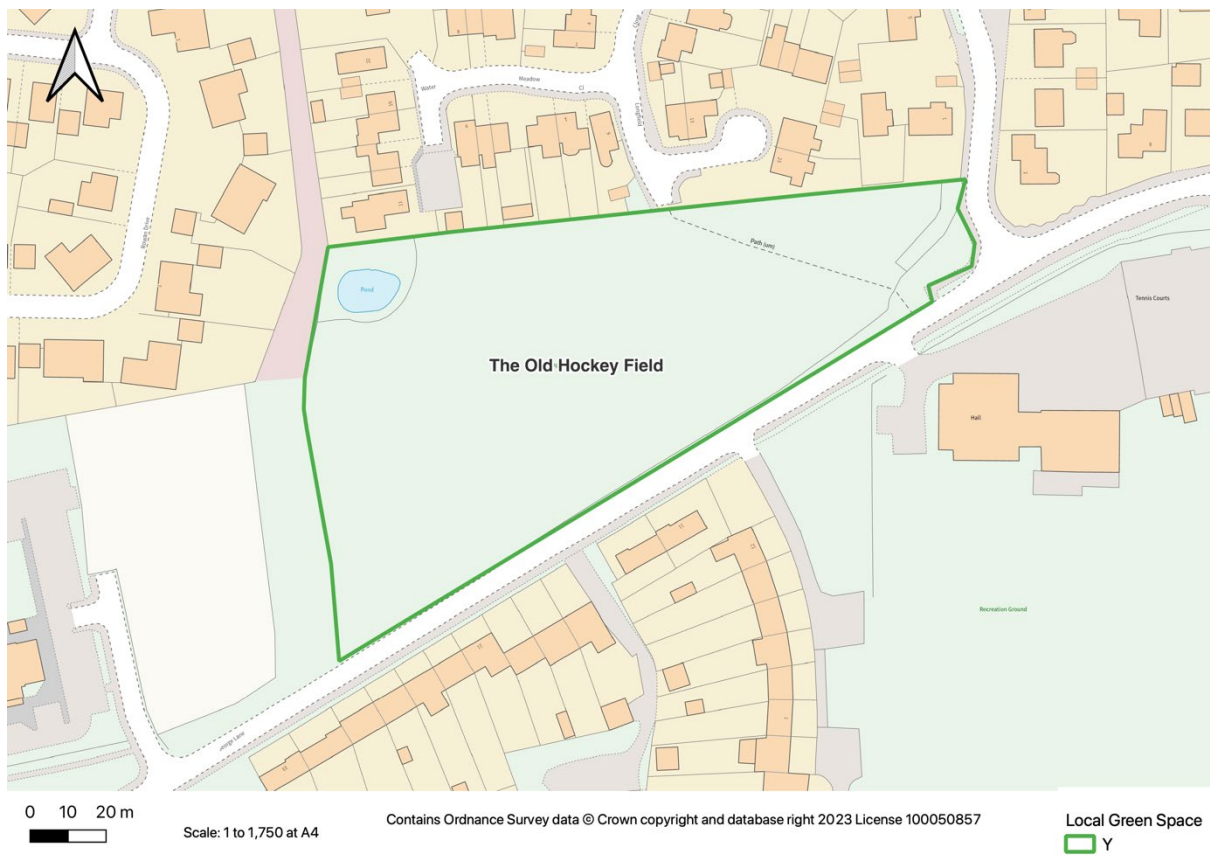 Water
Meadow
Cl
Longfield
Path (um)
Pond
The Old Hockey Field
Tennis Courts
Hall
Recreation Ground
0 10 20 m
Scale: 1 to 1,750 at A4
Contains Ordnance Survey data © Crown copyright and database right 2023 License 100050857
Local Green Space
Y